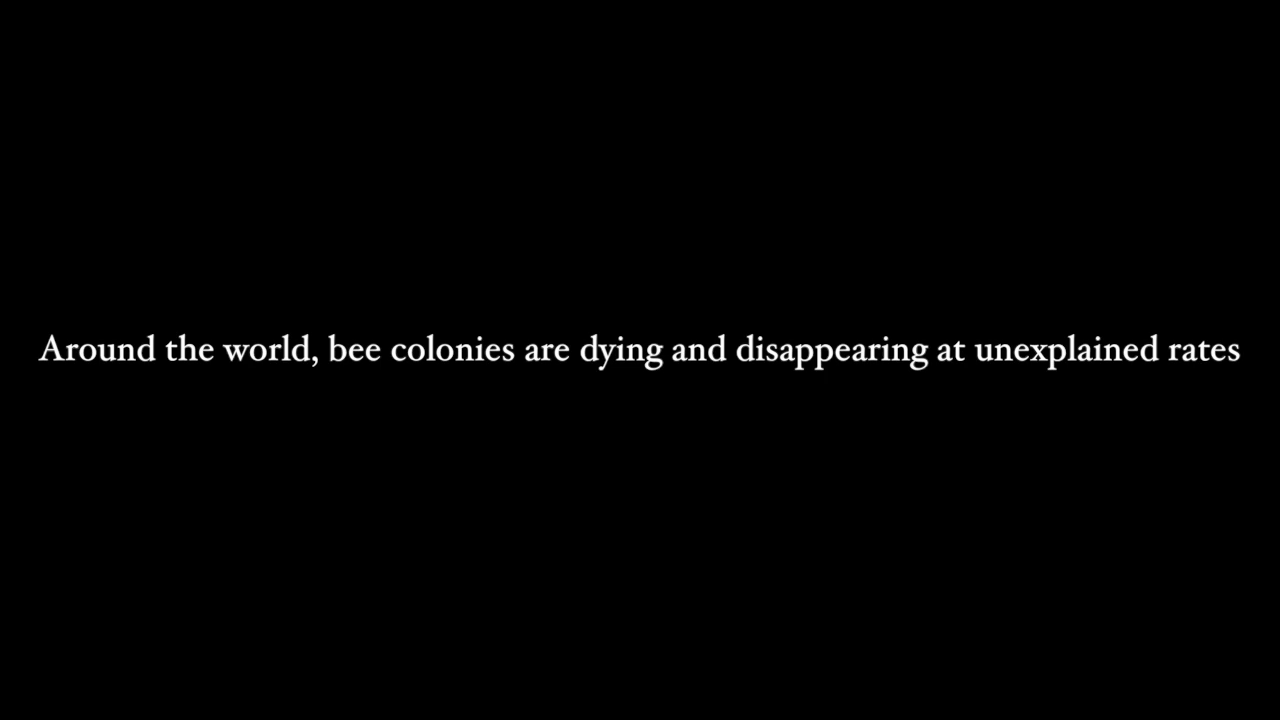 Around the world, bee colonies are dying and disappearing at unexplained rates